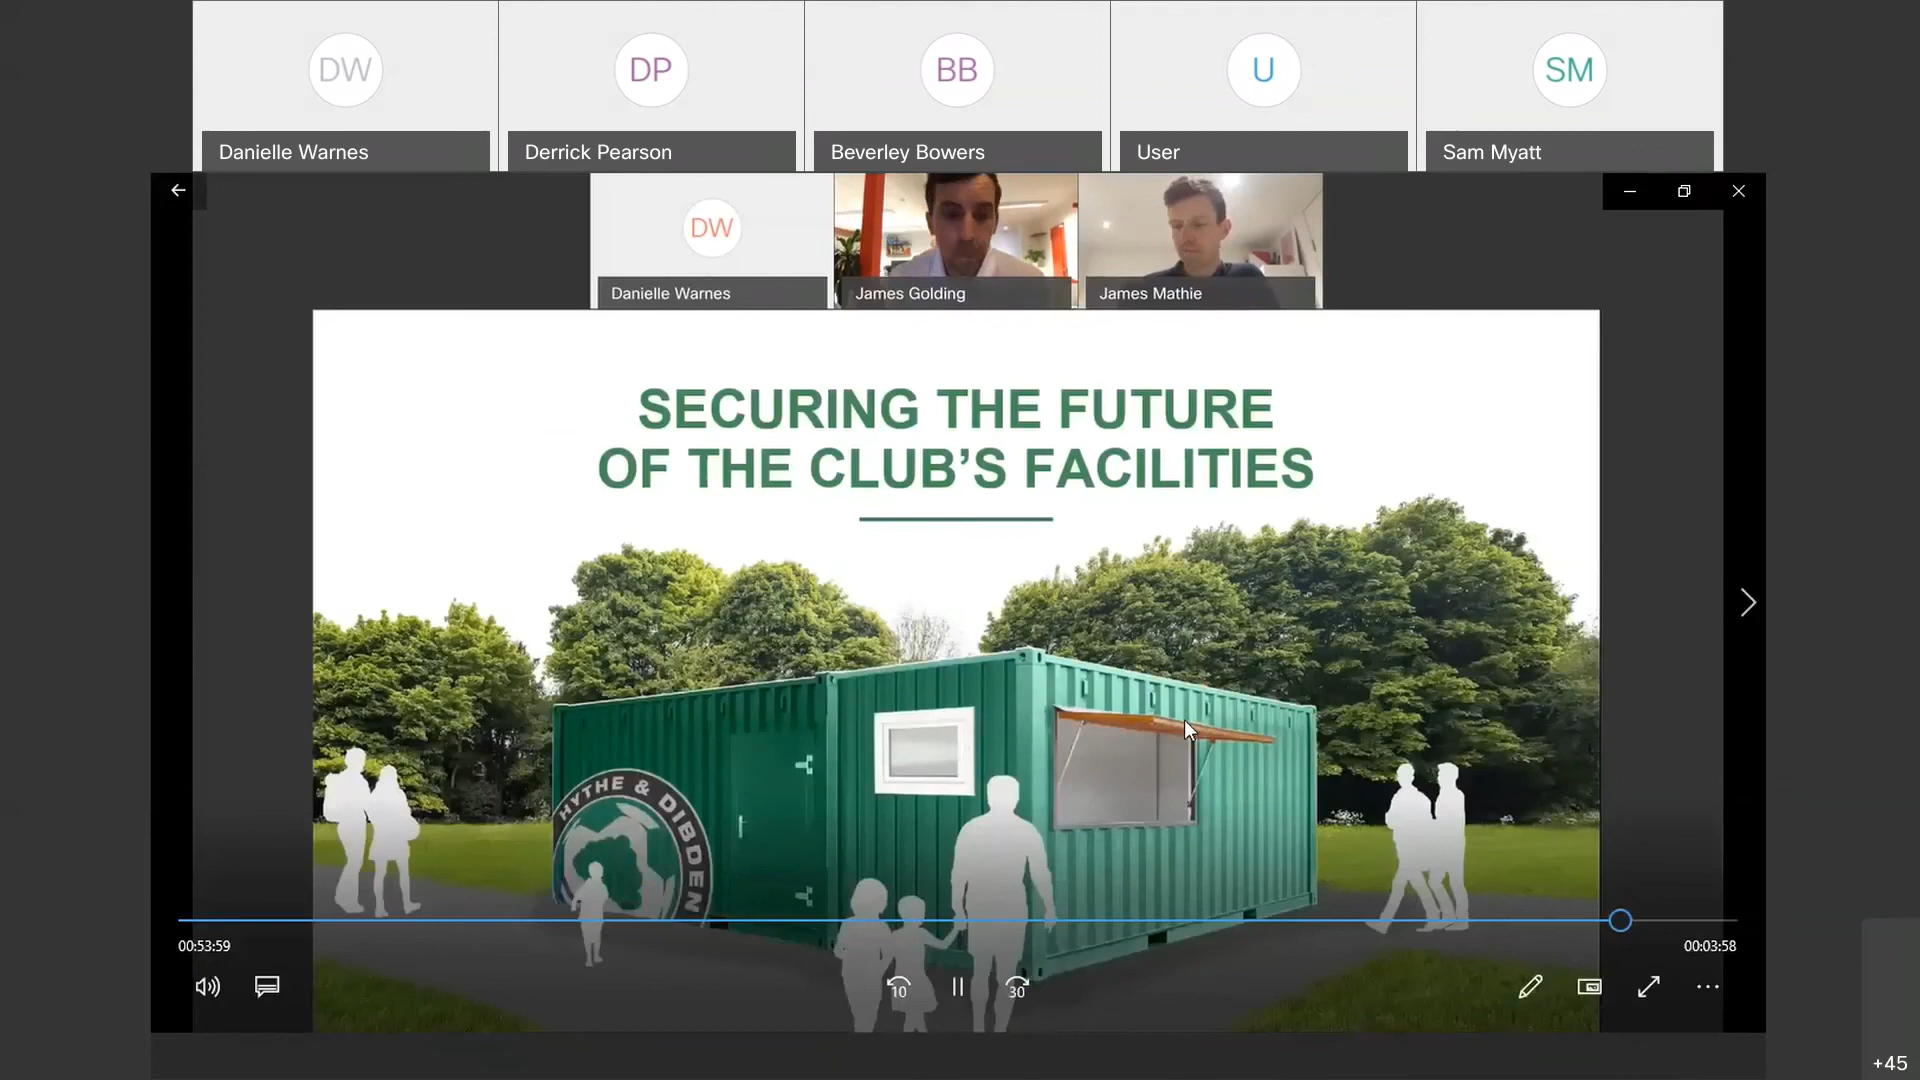 DW
DP
BB
U
SM
Danielle Warnes
Derrick Pearson
Beverley Bowers
User
Sam Myatt
DW
Danielle Warnes
James Golding
James Mathie
SECURING THE FUTURE
OF THE CLUB’S FACILITIES
HYTHE & DIBDEN
00:53:59
00:03:58
10
30
+45